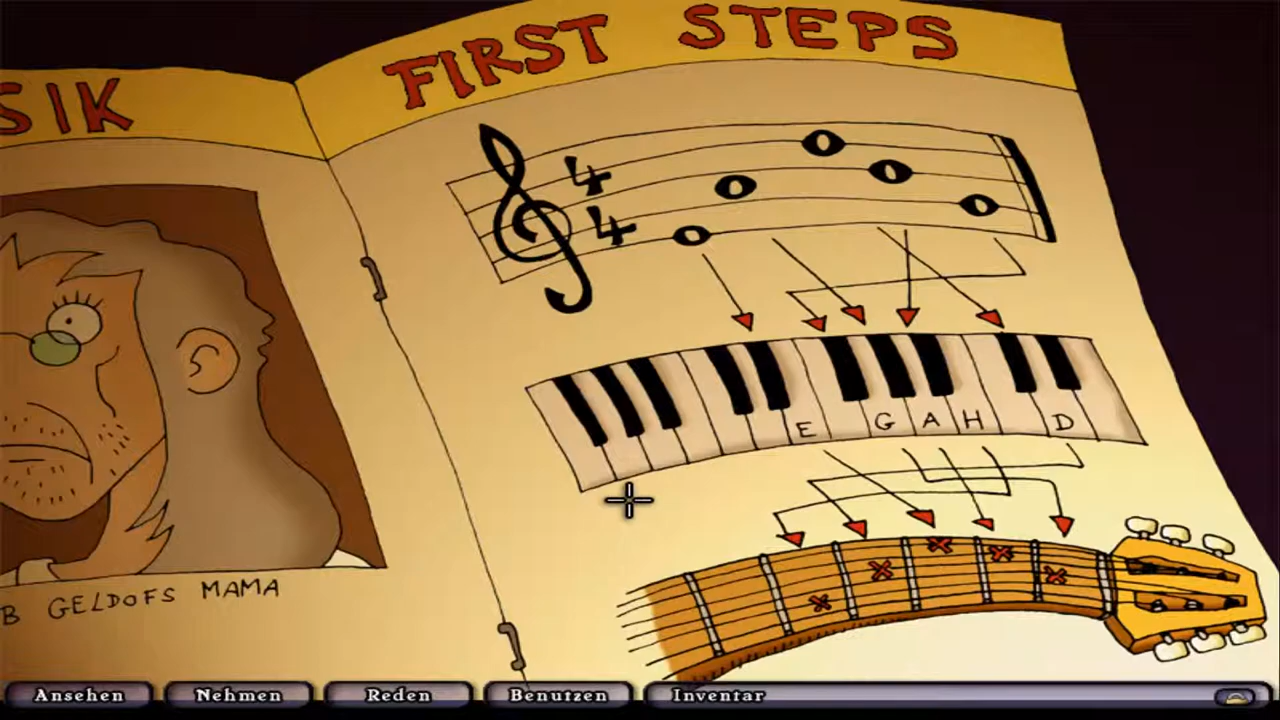 SIK
FIRST STEPS
4
4
E G A H D
B GELDOFS MAMA
Ansehen Nehmen Reden Benutzen Inventar